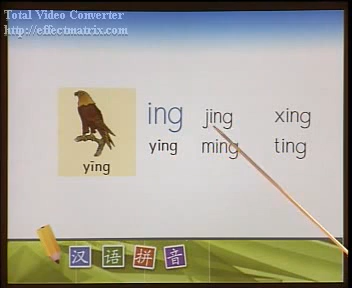 Total Video Converter
http://effectmatrix.com
ing jing xing
ying ming ting
ying
汉语拼音